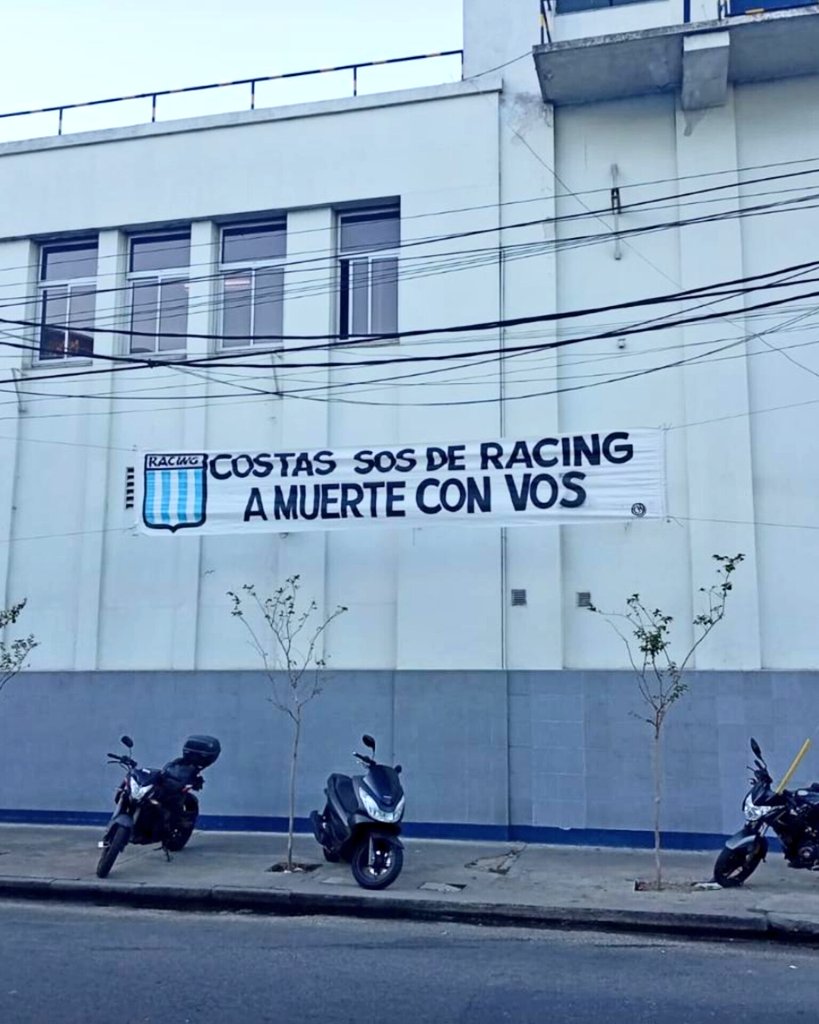 RACING
COSTAS SOS DE RACING
A MUERTE CON VOS